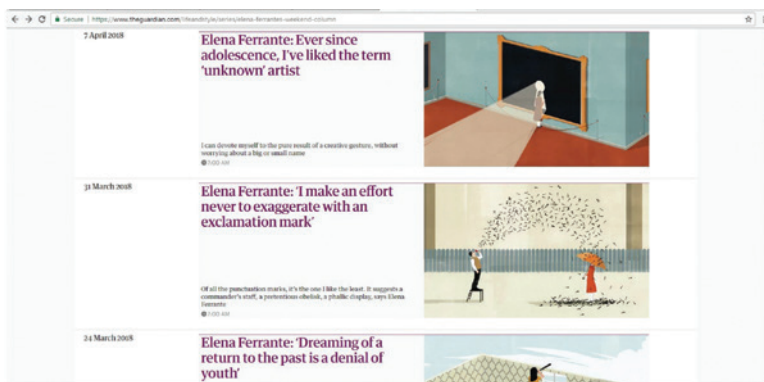 Secure | https://www.theguardian.com/lifeandstyle/series/elena-ferrantes-weekend-column
7 April 2018
Elena Ferrante: Ever since
adolescence, I've liked the term
‘unknown’ artist
I can devote myself to the pure result of a creative gesture, without
worrying about a big or small name
7:00 AM
31 March 2018
Elena Ferrante: ‘I make an effort
never to exaggerate with an
exclamation mark’
Of all the punctuation marks, it's the one I like the least. It suggests a
commander's staff, a pretentious obelisk, a phallic display, says Elena
Ferrante
7:00 AM
24 March 2018
Elena Ferrante: ‘Dreaming of a
return to the past is a denial of
youth’